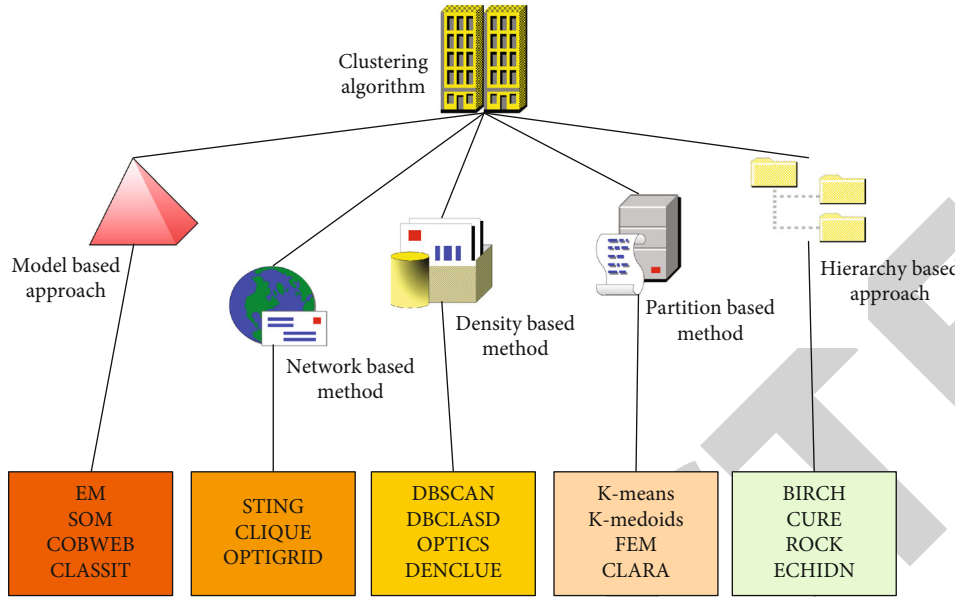 Clustering
algorithm
Model based
approach
Network based
method
Density based
method
Partition based
method
Hierarchy based
approach
EM
SOM
COBWEB
CLASSIT
STING
CLIQUE
OPTIGRID
DBSCAN
DBCLASD
OPTICS
DENCLUE
K-means
K-medoids
FEM
CLARA
BIRCH
CURE
ROCK
ECHIDN